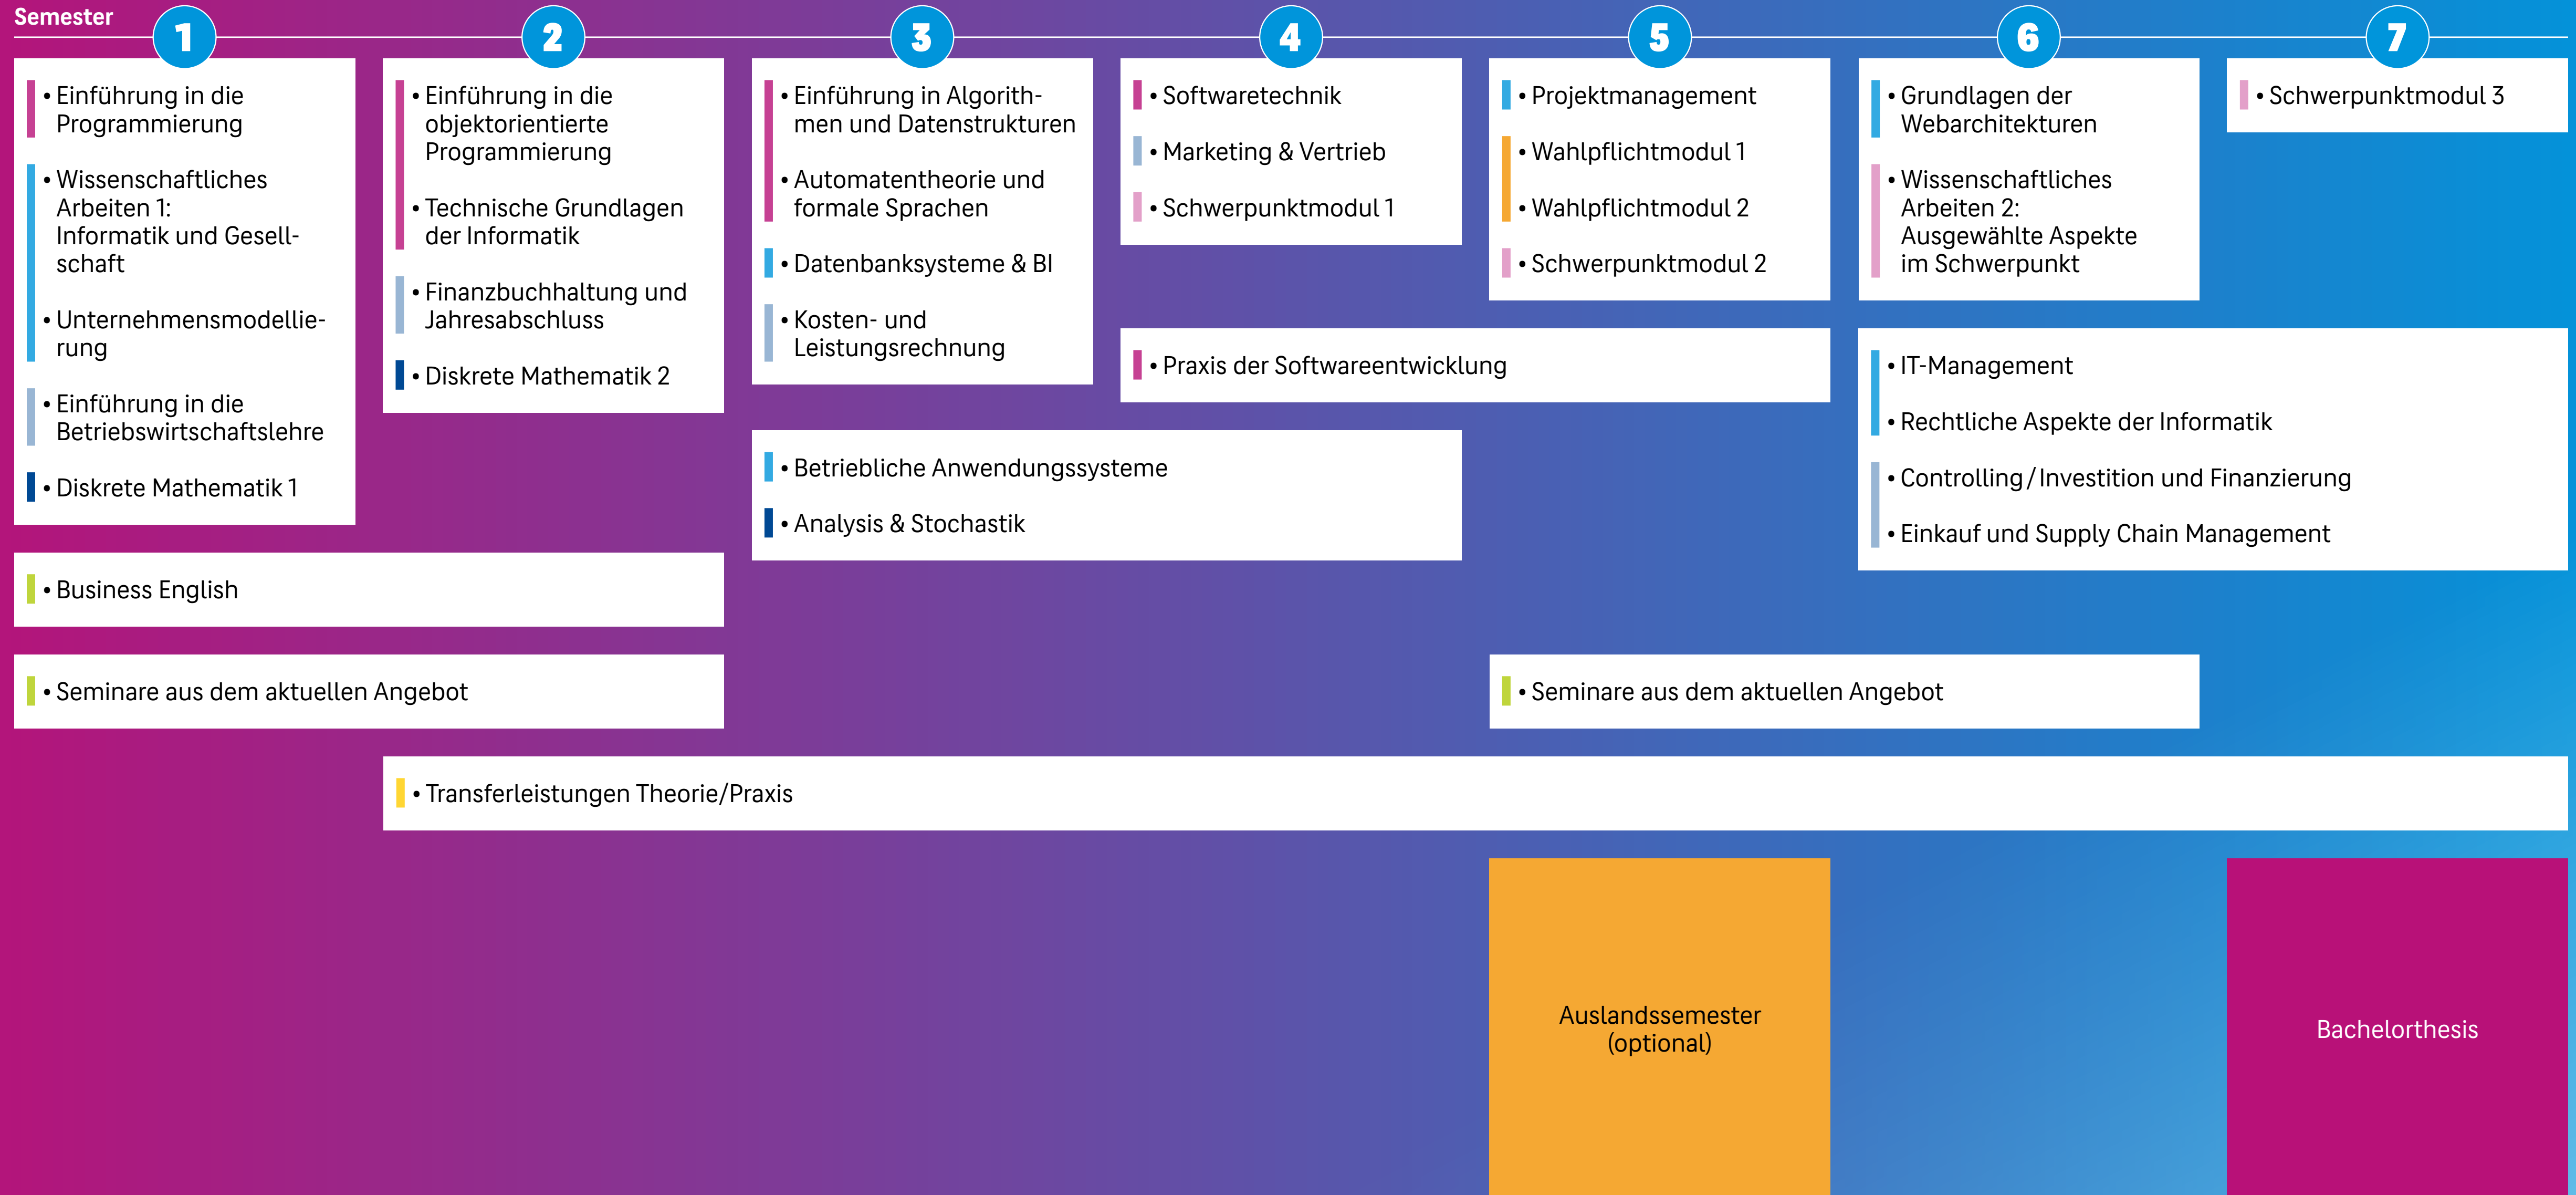 Semester
1
2
3
4
5
6
7
• Einführung in die
Programmierung
• Wissenschaftliches
Arbeiten 1:
Informatik und Gesell-
schaft
• Unternehmensmodellie-
rung
• Einführung in die
Betriebswirtschaftslehre
• Diskrete Mathematik 1
• Einführung in die
objektorientierte
Programmierung
• Technische Grundlagen
der Informatik
• Finanzbuchhaltung und
Jahresabschluss
• Diskrete Mathematik 2
• Einführung in Algorith-
men und Datenstrukturen
• Automatentheorie und
formale Sprachen
• Datenbanksysteme & BI
• Kosten- und
Leistungsrechnung
• Softwaretechnik
• Marketing & Vertrieb
• Schwerpunktmodul 1
• Projektmanagement
• Wahlpflichtmodul 1
• Wahlpflichtmodul 2
• Schwerpunktmodul 2
• Grundlagen der
Webarchitekturen
• Wissenschaftliches
Arbeiten 2:
Ausgewählte Aspekte
im Schwerpunkt
• Schwerpunktmodul 3
• Praxis der Softwareentwicklung
• IT-Management
• Rechtliche Aspekte der Informatik
• Controlling/Investition und Finanzierung
• Einkauf und Supply Chain Management
• Betriebliche Anwendungssysteme
• Analysis & Stochastik
• Business English
• Seminare aus dem aktuellen Angebot
• Seminare aus dem aktuellen Angebot
• Transferleistungen Theorie/Praxis
Auslandssemester
(optional)
Bachelorthesis